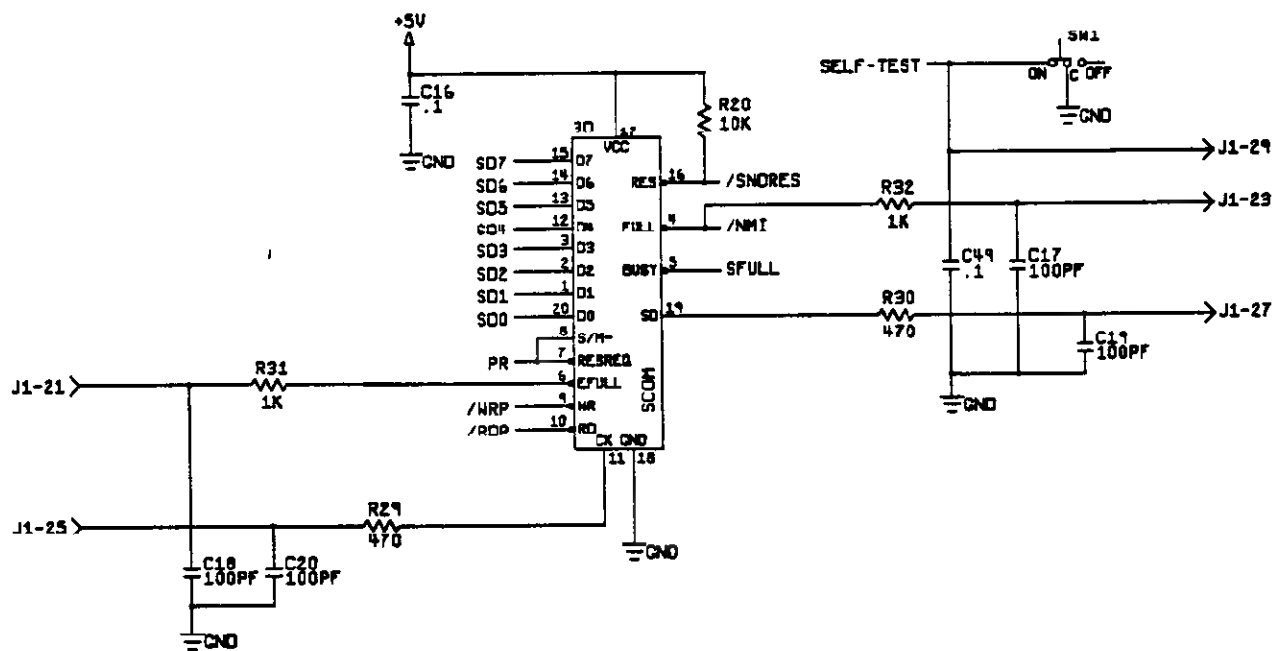 +5V
C16
.1
GND
R20
10K
SELF-TEST
SW1
ON
C
OFF
GND
J1-29
17
VCC
SD7 15 D7
SD6 14 D6
SD5 13 D5
SD4 12 D4
SD3 3 D3
SD2 2 D2
SD1 1 D1
SD0 20 D0
8 S/M-
PR 7 RESREQ
6 EFULL
/WRP 9 WR
/RDP 10 RD
RES 16 /SNDRES
FULL 4 /NMI
BUSY 5 SFULL
SD 19
SCOM
CK GND
11 18
GND
R32
1K
J1-23
C49
.1
C17
100PF
R30
470
J1-27
C19
100PF
GND
J1-21
R31
1K
J1-25
R29
470
C18
100PF
C20
100PF
GND